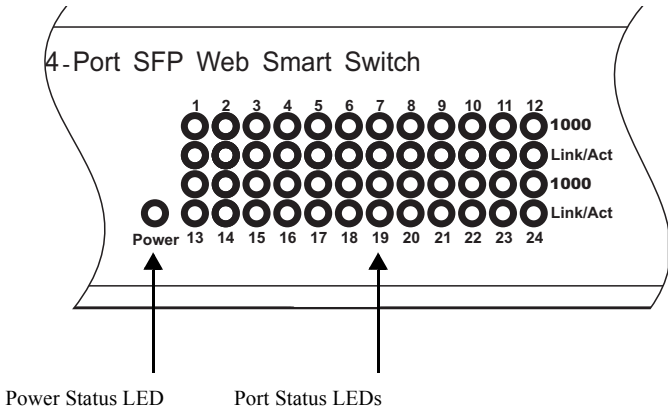 4-Port SFP Web Smart Switch
1 2 3 4 5 6 7 8 9 10 11 12
1000
Link/Act
1000
Link/Act
Power 13 14 15 16 17 18 19 20 21 22 23 24
Power Status LED Port Status LEDs